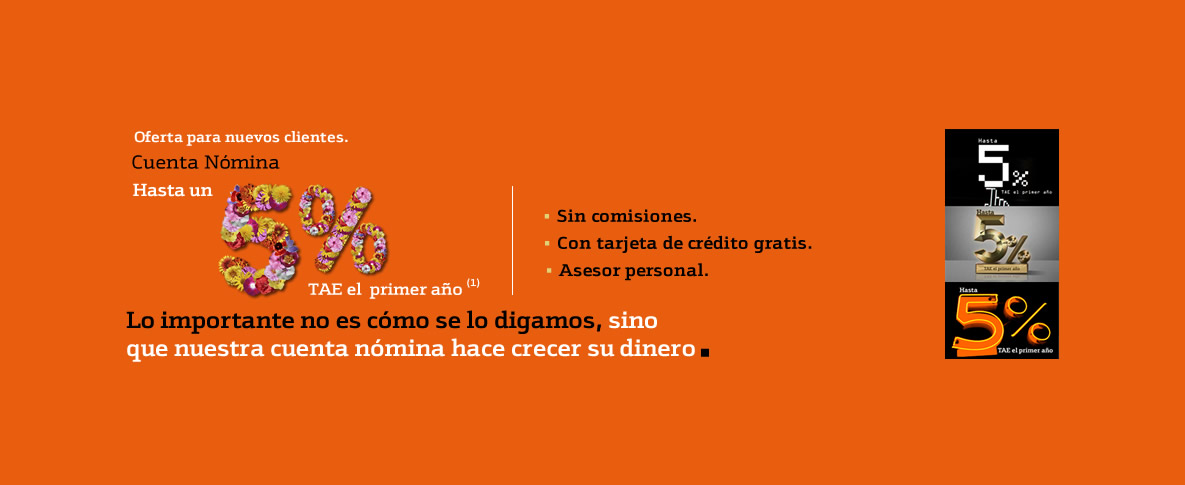 Oferta para nuevos clientes.
Cuenta Nómina
Hasta un
5%
TAE el primer año (1)
Sin comisiones.
Con tarjeta de crédito gratis.
Asesor personal.
Lo importante no es cómo se lo digamos, sino
que nuestra cuenta nómina hace crecer su dinero.
Hasta
5%
TAE el primer año
Hasta
5%
TAE el primer año
Hasta
5%
TAE el primer año